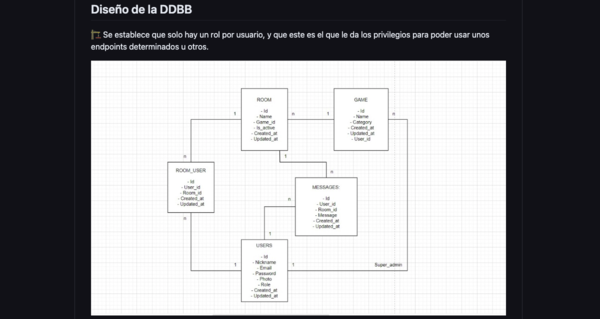 Diseño de la DDBB
🏗️ Se establece que solo hay un rol por usuario, y que este es el que le da los privilegios para poder usar unos
endpoints determinados u otros.
ROOM
- Id
- Name
- Game_id
- Is_active
- Created_at
- Updated_at
GAME
- Id
- Name
- Category
- Created_at
- Updated_at
- User_id
1
n
1
n
n
1
n
ROOM_USER
- Id
- User_id
- Room_id
- Created_at
- Updated_at
n
MESSAGES
- Id
- User_id
- Room_id
- Message
- Created_at
- Updated_at
n
1
USERS
- Id
- Nickname
- Email
- Password
- Photo
- Role
- Created_at
- Updated_at
1
1
Super_admin